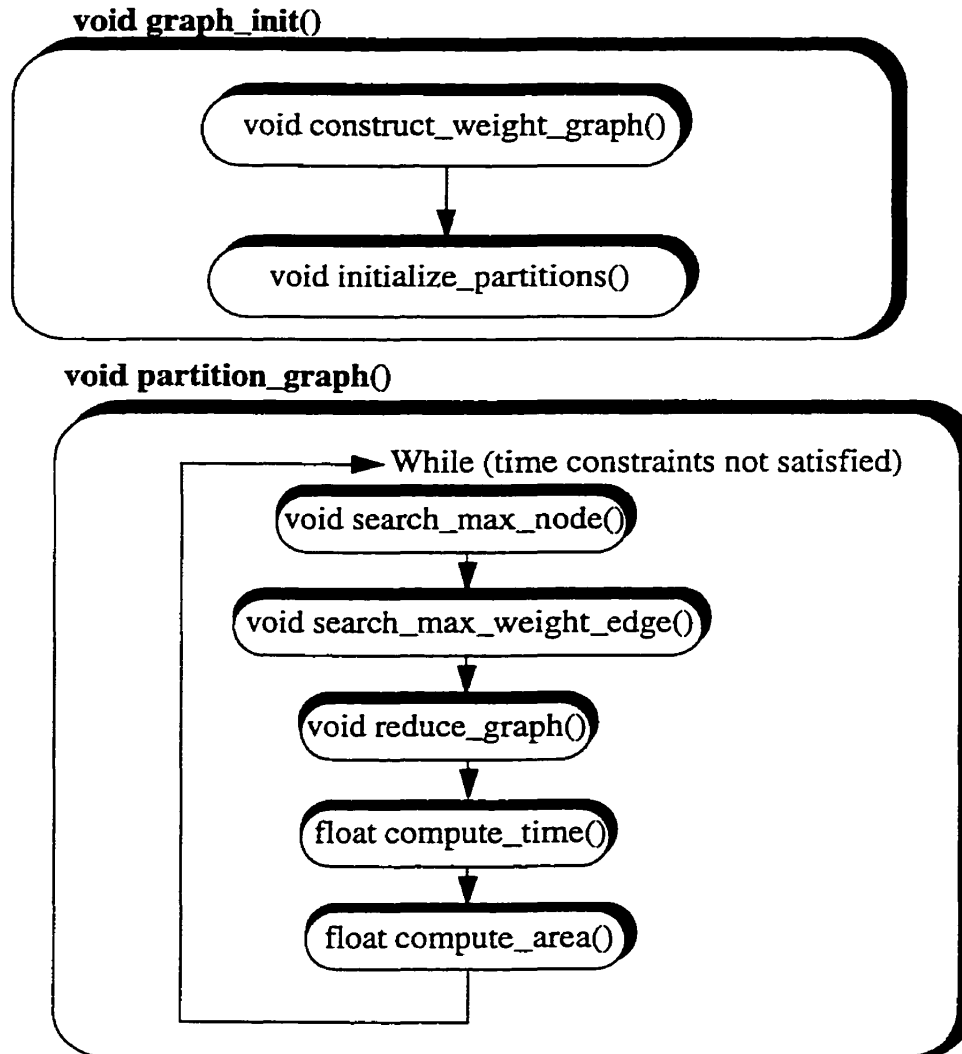 void graph_init()
void construct_weight_graph()
void initialize_partitions()
void partition_graph()
While (time constraints not satisfied)
void search_max_node()
void search_max_weight_edge()
void reduce_graph()
float compute_time()
float compute_area()